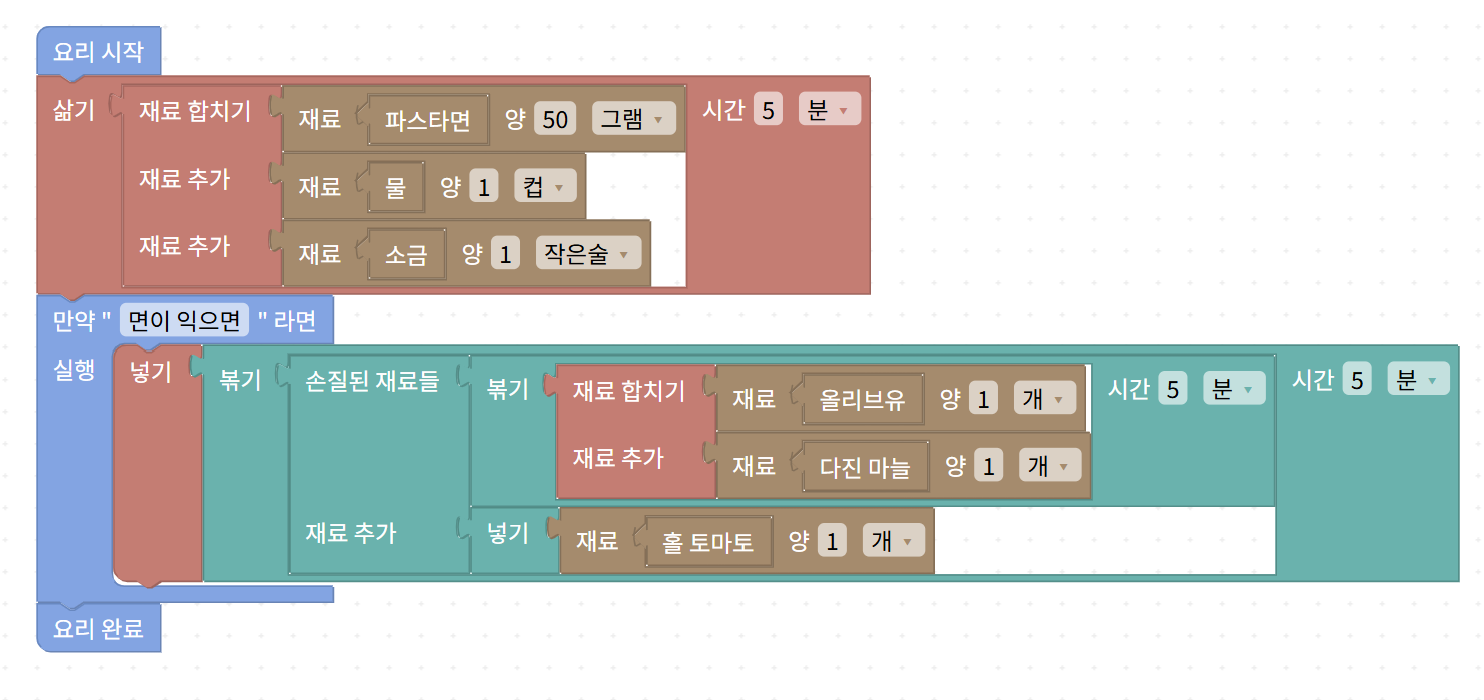 요리 시작
삶기 재료 합치기 재료 파스타면 양 50 그램 시간 5 분
재료 추가 재료 물 양 1 컵
재료 추가 재료 소금 양 1 작은술
만약 " 면이 익으면 " 라면
실행 넣기 볶기 손질된 재료들 볶기 재료 합치기 재료 올리브유 양 1 개 시간 5 분 시간 5 분
재료 추가 재료 다진 마늘 양 1 개
재료 추가 넣기 재료 홀 토마토 양 1 개
요리 완료